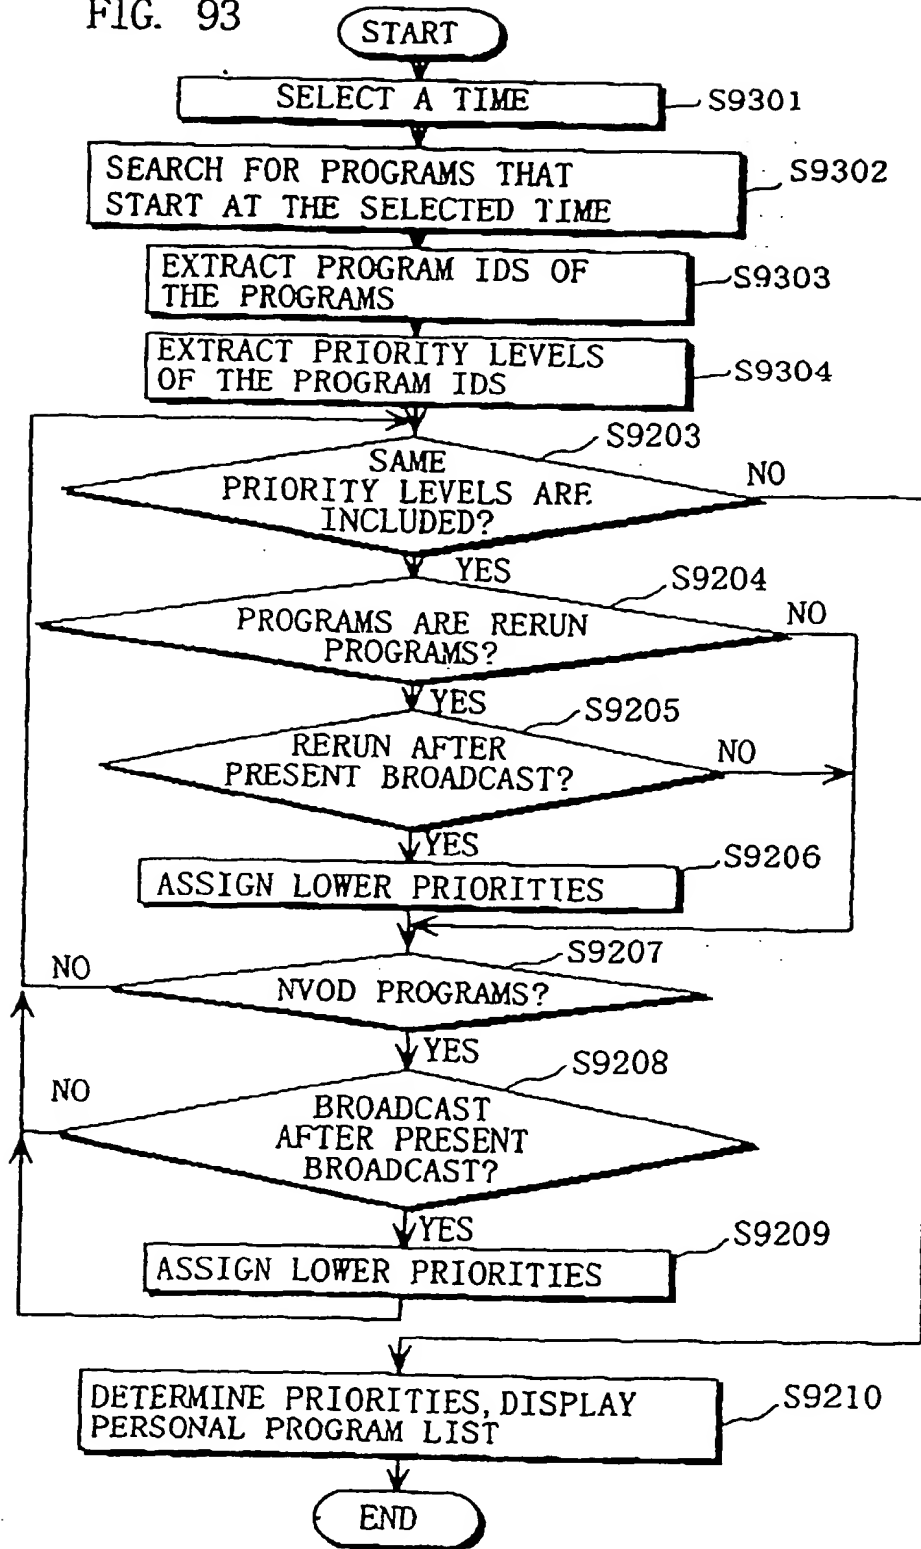 FIG. 93
START
SELECT A TIME
S9301
SEARCH FOR PROGRAMS THAT
START AT THE SELECTED TIME
S9302
EXTRACT PROGRAM IDS OF
THE PROGRAMS
S9303
EXTRACT PRIORITY LEVELS
OF THE PROGRAM IDS
S9304
S9203
SAME
PRIORITY LEVELS ARE
INCLUDED?
NO
YES
S9204
PROGRAMS ARE RERUN
PROGRAMS?
NO
YES
S9205
RERUN AFTER
PRESENT BROADCAST?
NO
YES
S9206
ASSIGN LOWER PRIORITIES
S9207
NO
NVOD PROGRAMS?
YES
S9208
NO
BROADCAST
AFTER PRESENT
BROADCAST?
YES
S9209
ASSIGN LOWER PRIORITIES
DETERMINE PRIORITIES, DISPLAY
PERSONAL PROGRAM LIST
S9210
END